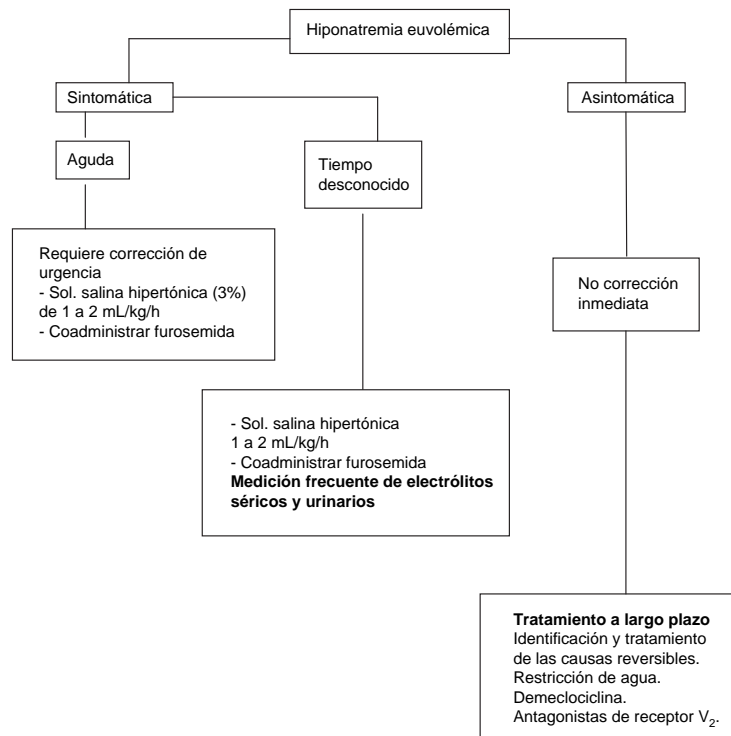 Hiponatremia euvolémica
Sintomática
Asintomática
Aguda
Tiempo
desconocido
Requiere corrección de
urgencia
- Sol. salina hipertónica (3%)
de 1 a 2 mL/kg/h
- Coadministrar furosemida
No corrección
inmediata
- Sol. salina hipertónica
1 a 2 mL/kg/h
- Coadministrar furosemida
Medición frecuente de electrólitos
séricos y urinarios
Tratamiento a largo plazo
Identificación y tratamiento
de las causas reversibles.
Restricción de agua.
Demeclociclina.
Antagonistas de receptor V₂.